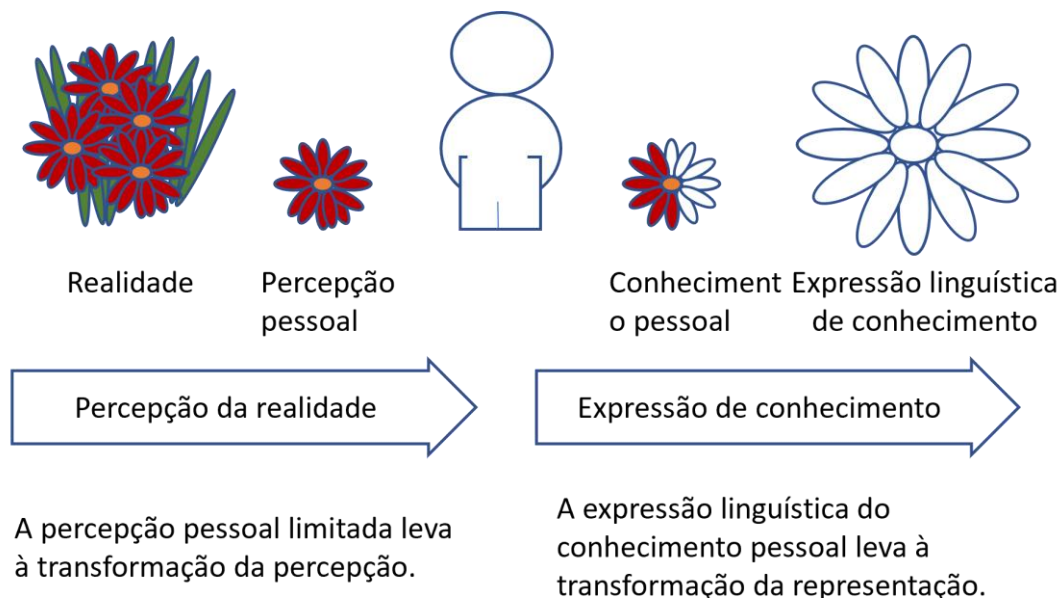 Realidade
Percepção
pessoal
Conheciment
o pessoal
Expressão linguística
de conhecimento
Percepção da realidade
Expressão de conhecimento
A percepção pessoal limitada leva
à transformação da percepção.
A expressão linguística do
conhecimento pessoal leva à
transformação da representação.